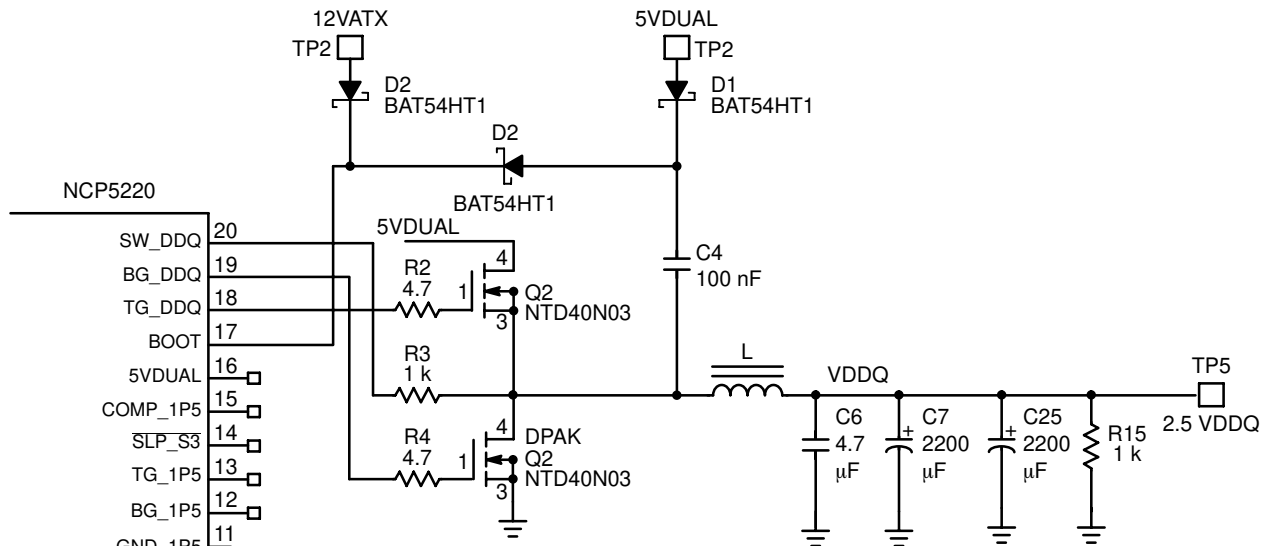 12VATX
5VDUAL
TP2
TP2
D2
BAT54HT1
D1
BAT54HT1
D2
BAT54HT1
NCP5220
5VDUAL
SW_DDQ 20
BG_DDQ 19
TG_DDQ 18
BOOT 17
5VDUAL 16
COMP_1P5 15
SLP_S3 14
TG_1P5 13
BG_1P5 12
GND_1P5 11
R2
4.7
4
1
Q2
NTD40N03
3
C4
100 nF
R3
1 k
L
VDDQ
TP5
2.5 VDDQ
R4
4.7
4
1
DPAK
Q2
NTD40N03
3
C6
4.7
μF
+
C7
2200
μF
+
C25
2200
μF
R15
1 k